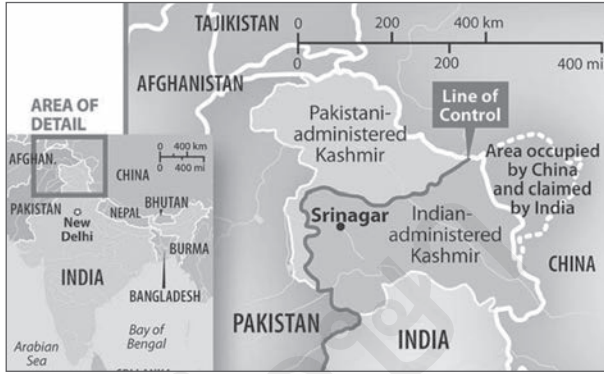 TAJIKISTAN
0 200 400 km
0 200 400 mi
AFGHANISTAN
AREA OF
DETAIL
Pakistani-
administered
Kashmir
Line of
Control
Area occupied
by China
and claimed
by India
Srinagar
Indian-
administered
Kashmir
CHINA
PAKISTAN
INDIA
0 400 km
0 400 mi
AFGHAN.
CHINA
PAKISTAN
New
Delhi
NEPAL
BHUTAN
BURMA
INDIA
BANGLADESH
Arabian
Sea
Bay of
Bengal